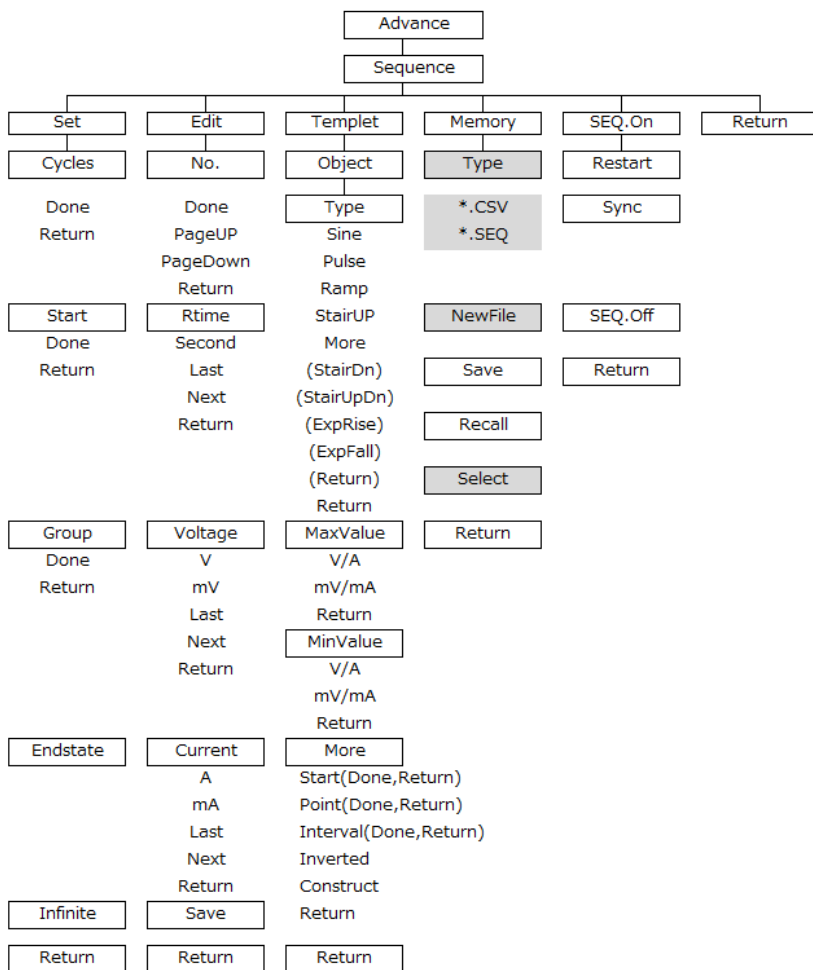 Advance
Sequence
Set Edit Templet Memory SEQ.On Return
Cycles No. Object Type Restart
Done Done Type *.CSV Sync
Return PageUP Sine *.SEQ
PageDown Pulse
Return Ramp
Start Rtime StairUP NewFile SEQ.Off
Done Second More
Return Last (StairDn) Save Return
Next (StairUpDn)
Return (ExpRise) Recall
(ExpFall)
(Return) Select
Return
Group Voltage MaxValue Return
Done V V/A
Return mV mV/mA
Last Return
Next MinValue
Return V/A
mV/mA
Return
Endstate Current More
A Start(Done,Return)
mA Point(Done,Return)
Last Interval(Done,Return)
Next Inverted
Return Construct
Infinite Save Return
Return Return Return